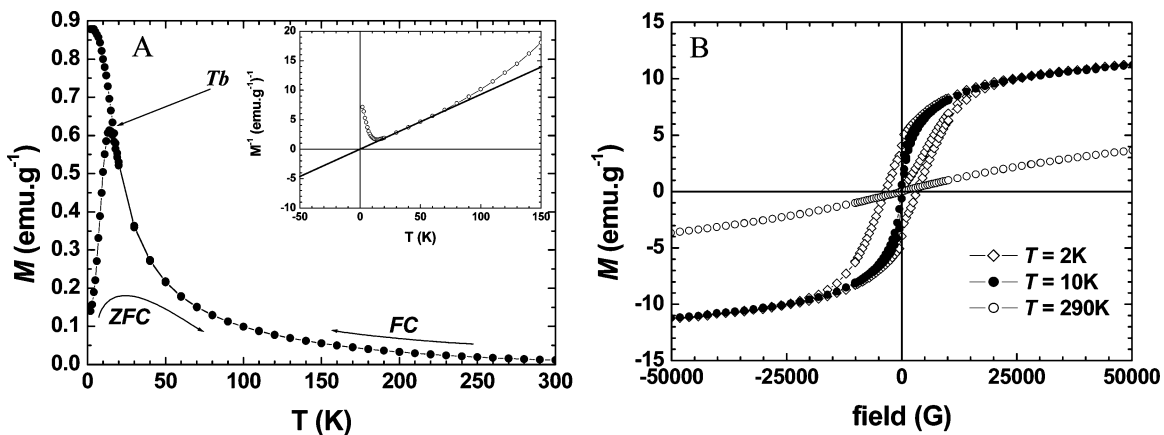 A
Tb
M (emu.g-1)
0.9
0.8
0.7
0.6
0.5
0.4
0.3
0.2
0.1
0.0
0 50 100 150 200 250 300
T (K)
ZFC
FC
M-1 (emu.g-1)-1
20
15
10
5
0
-5
-10
-50 0 50 100 150
T (K)
B
M (emu.g-1)
15
10
5
0
-5
-10
-15
-50000 -25000 0 25000 50000
field (G)
T = 2K
T = 10K
T = 290K